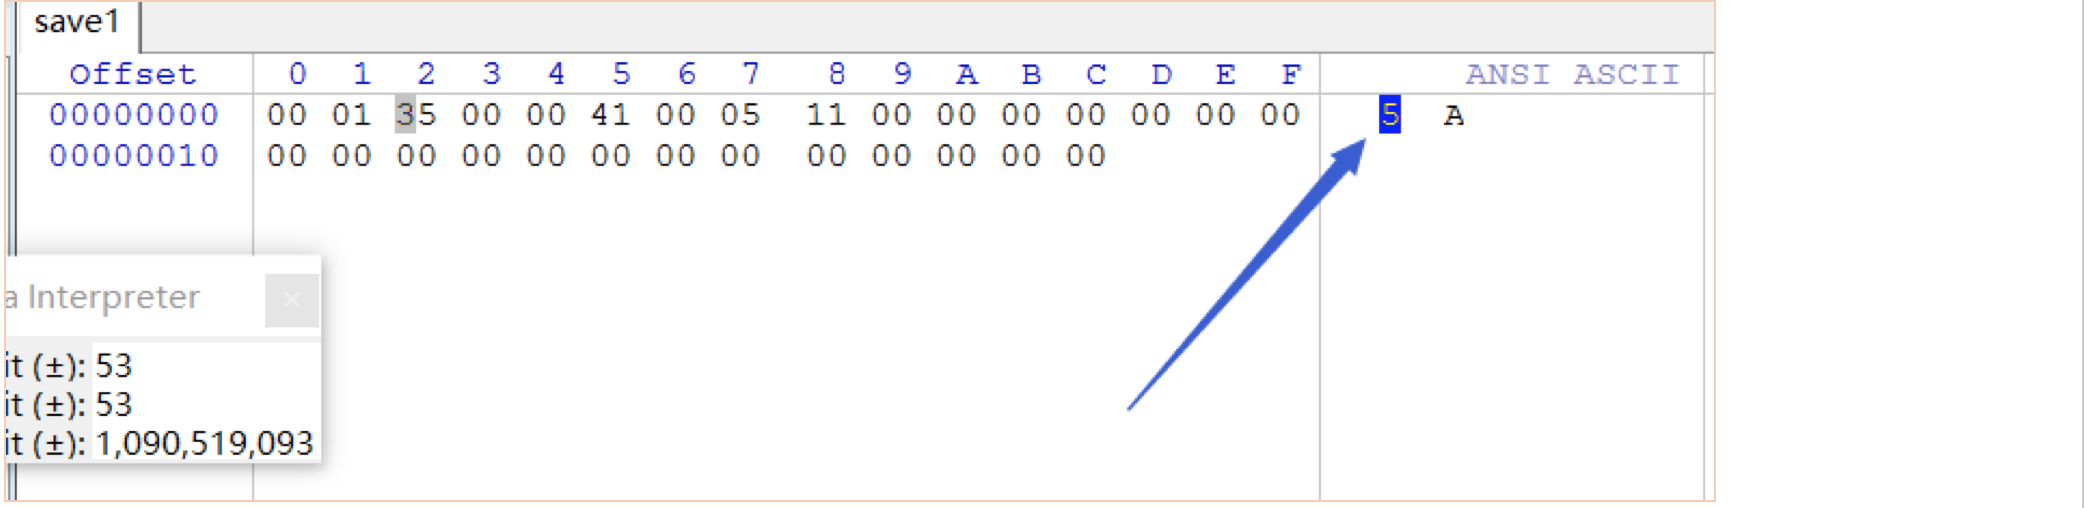 save1
Offset 0 1 2 3 4 5 6 7 8 9 A B C D E F ANSI ASCII
00000000 00 01 35 00 00 41 00 05 11 00 00 00 00 00 00 00 5 A
00000010 00 00 00 00 00 00 00 00 00 00 00 00 00
a Interpreter ×
it (±): 53
it (±): 53
it (±): 1,090,519,093